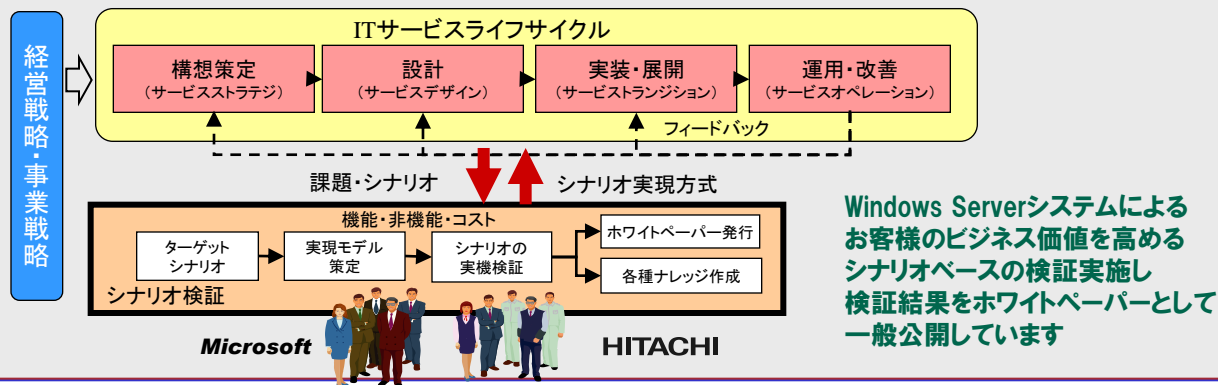 経営戦略・事業戦略
ITサービスライフサイクル
構想策定
（サービスストラテジ）
設計
（サービスデザイン）
実装・展開
（サービストランジション）
運用・改善
（サービスオペレーション）
フィードバック
課題・シナリオ
シナリオ実現方式
機能・非機能・コスト
ターゲット
シナリオ
実現モデル
策定
シナリオの
実機検証
ホワイトペーパー発行
各種ナレッジ作成
シナリオ検証
Microsoft
HITACHI
Windows Serverシステムによる
お客様のビジネス価値を高める
シナリオベースの検証実施し
検証結果をホワイトペーパーとして
一般公開しています